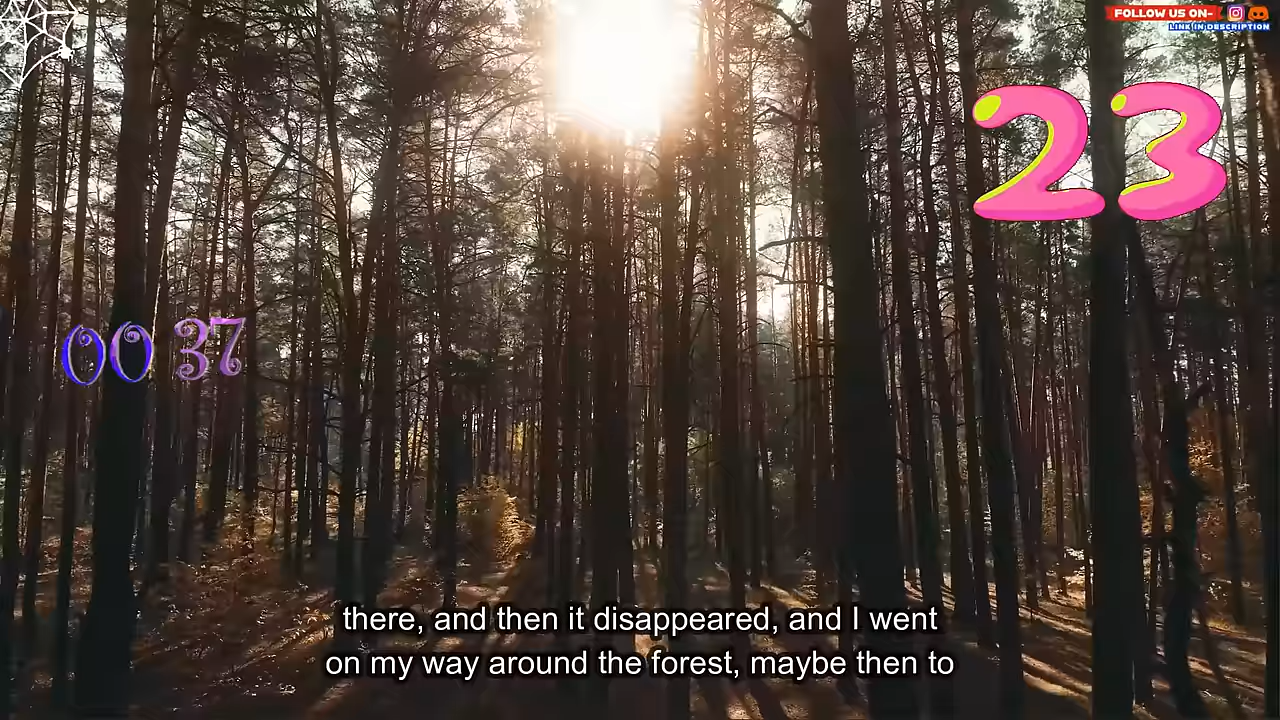 FOLLOW US ON-
LINK IN DESCRIPTION
23
00 37
there, and then it disappeared, and I went
on my way around the forest, maybe then to